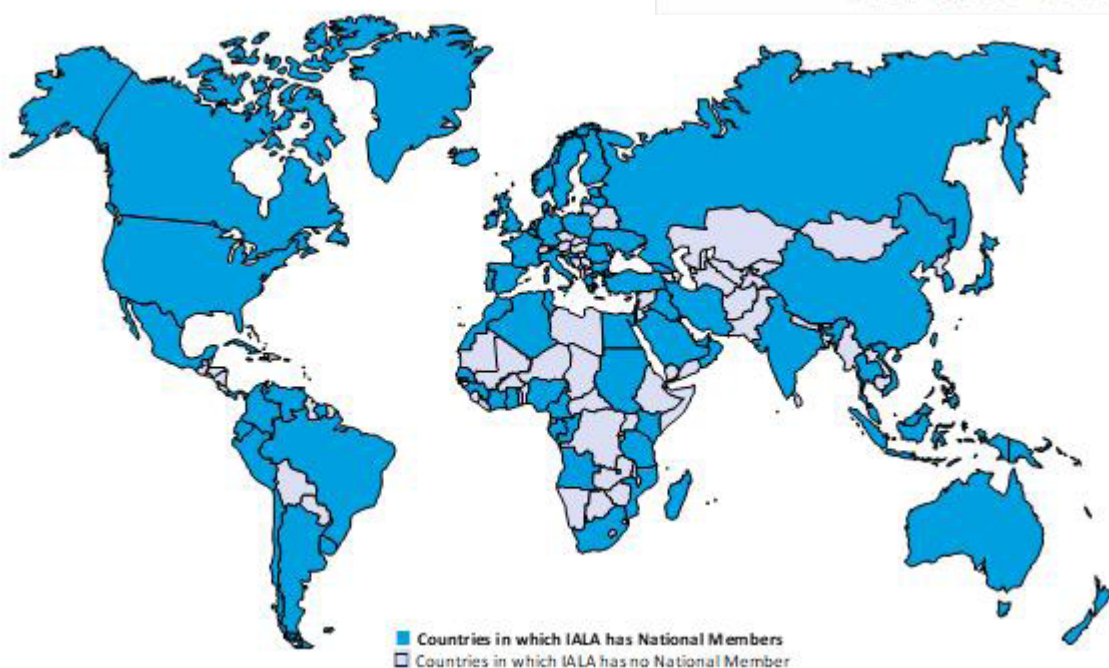 Countries in which IALA has National Members
Countries in which IALA has no National Member